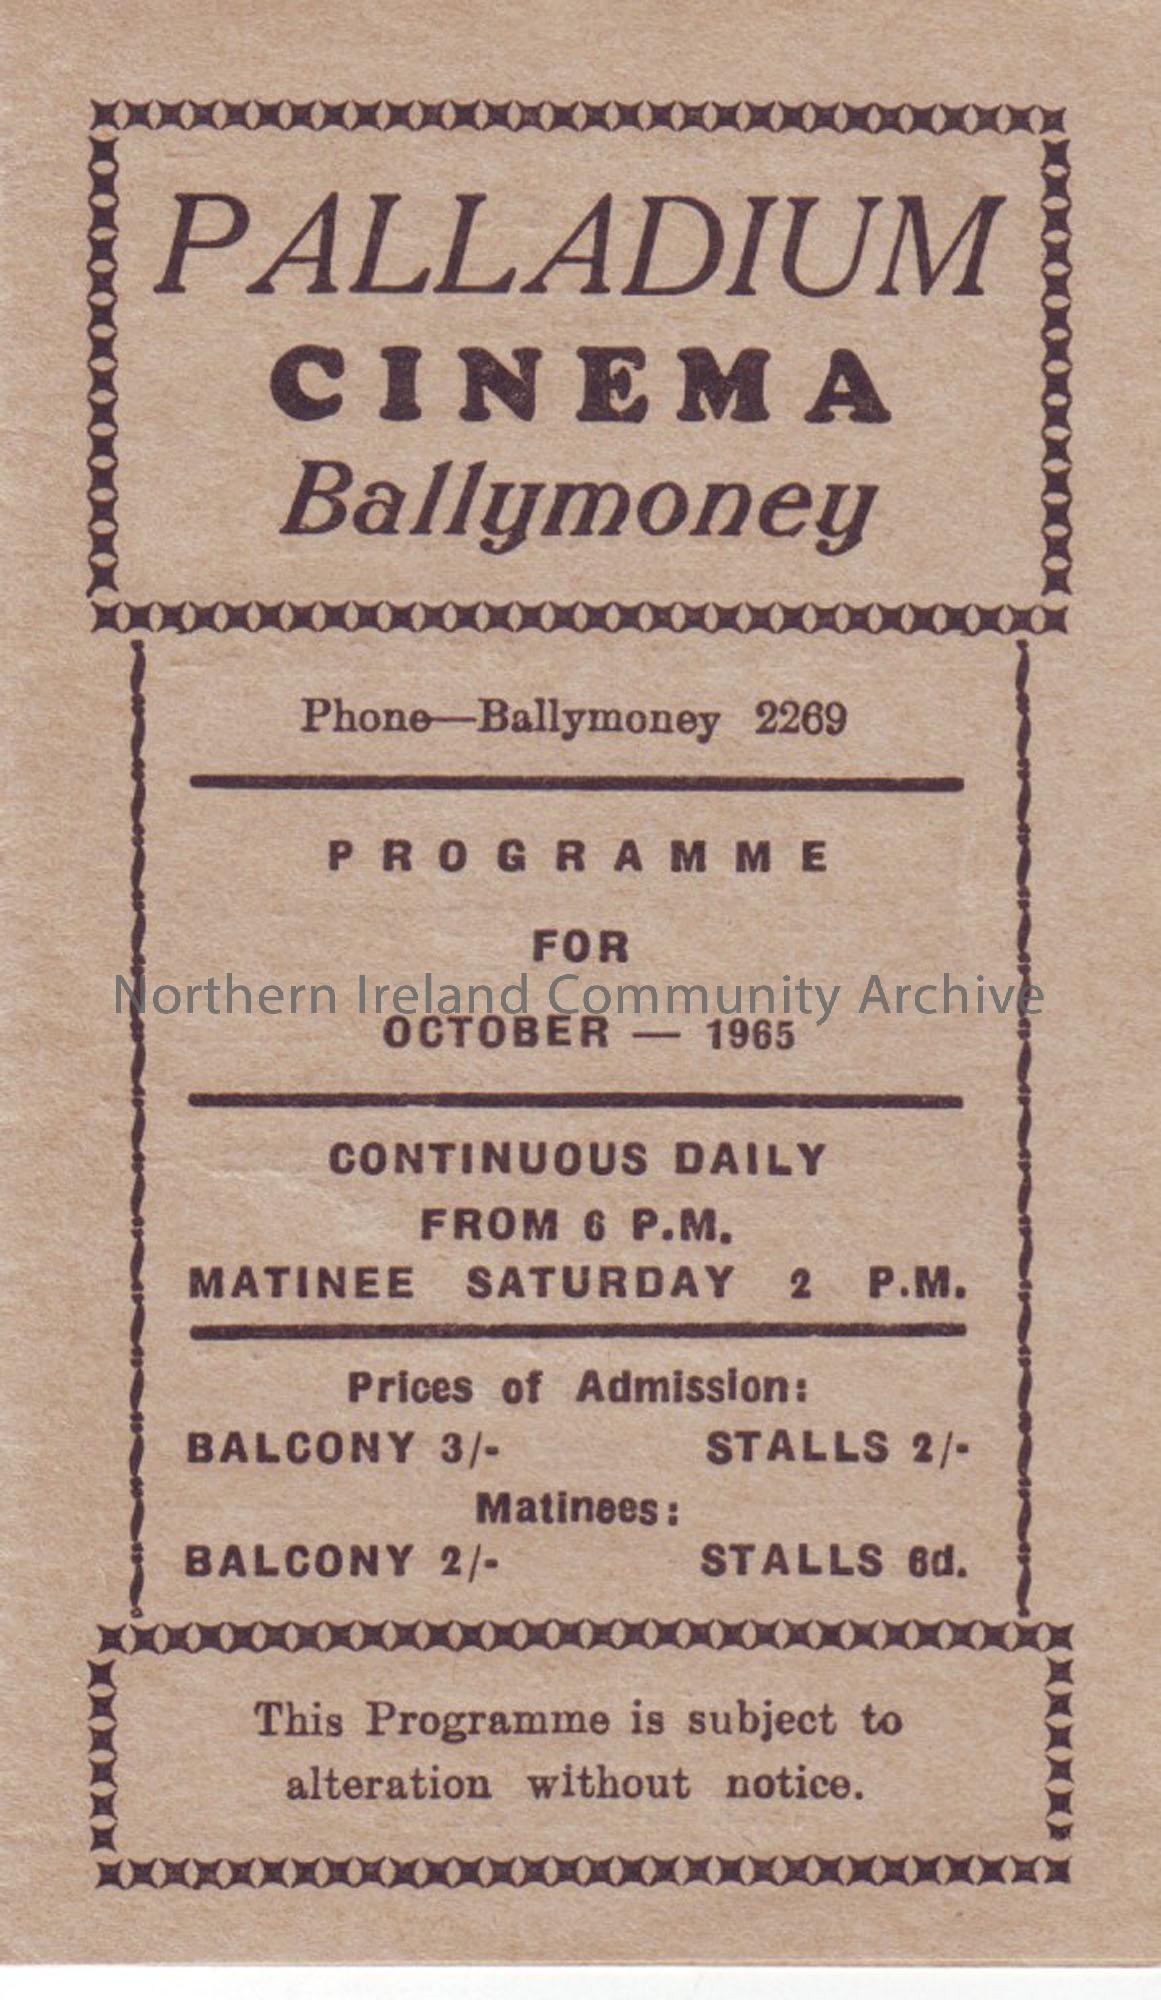 PALLADIUM
CINEMA
Ballymoney
Phone—Ballymoney 2269
PROGRAMME
FOR
Northern Ireland Community Archive
OCTOBER — 1965
CONTINUOUS DAILY
FROM 6 P.M.
MATINEE SATURDAY 2 P.M.
Prices of Admission:
BALCONY 3/- STALLS 2/-
Matinees:
BALCONY 2/- STALLS 6d.
This Programme is subject to
alteration without notice.